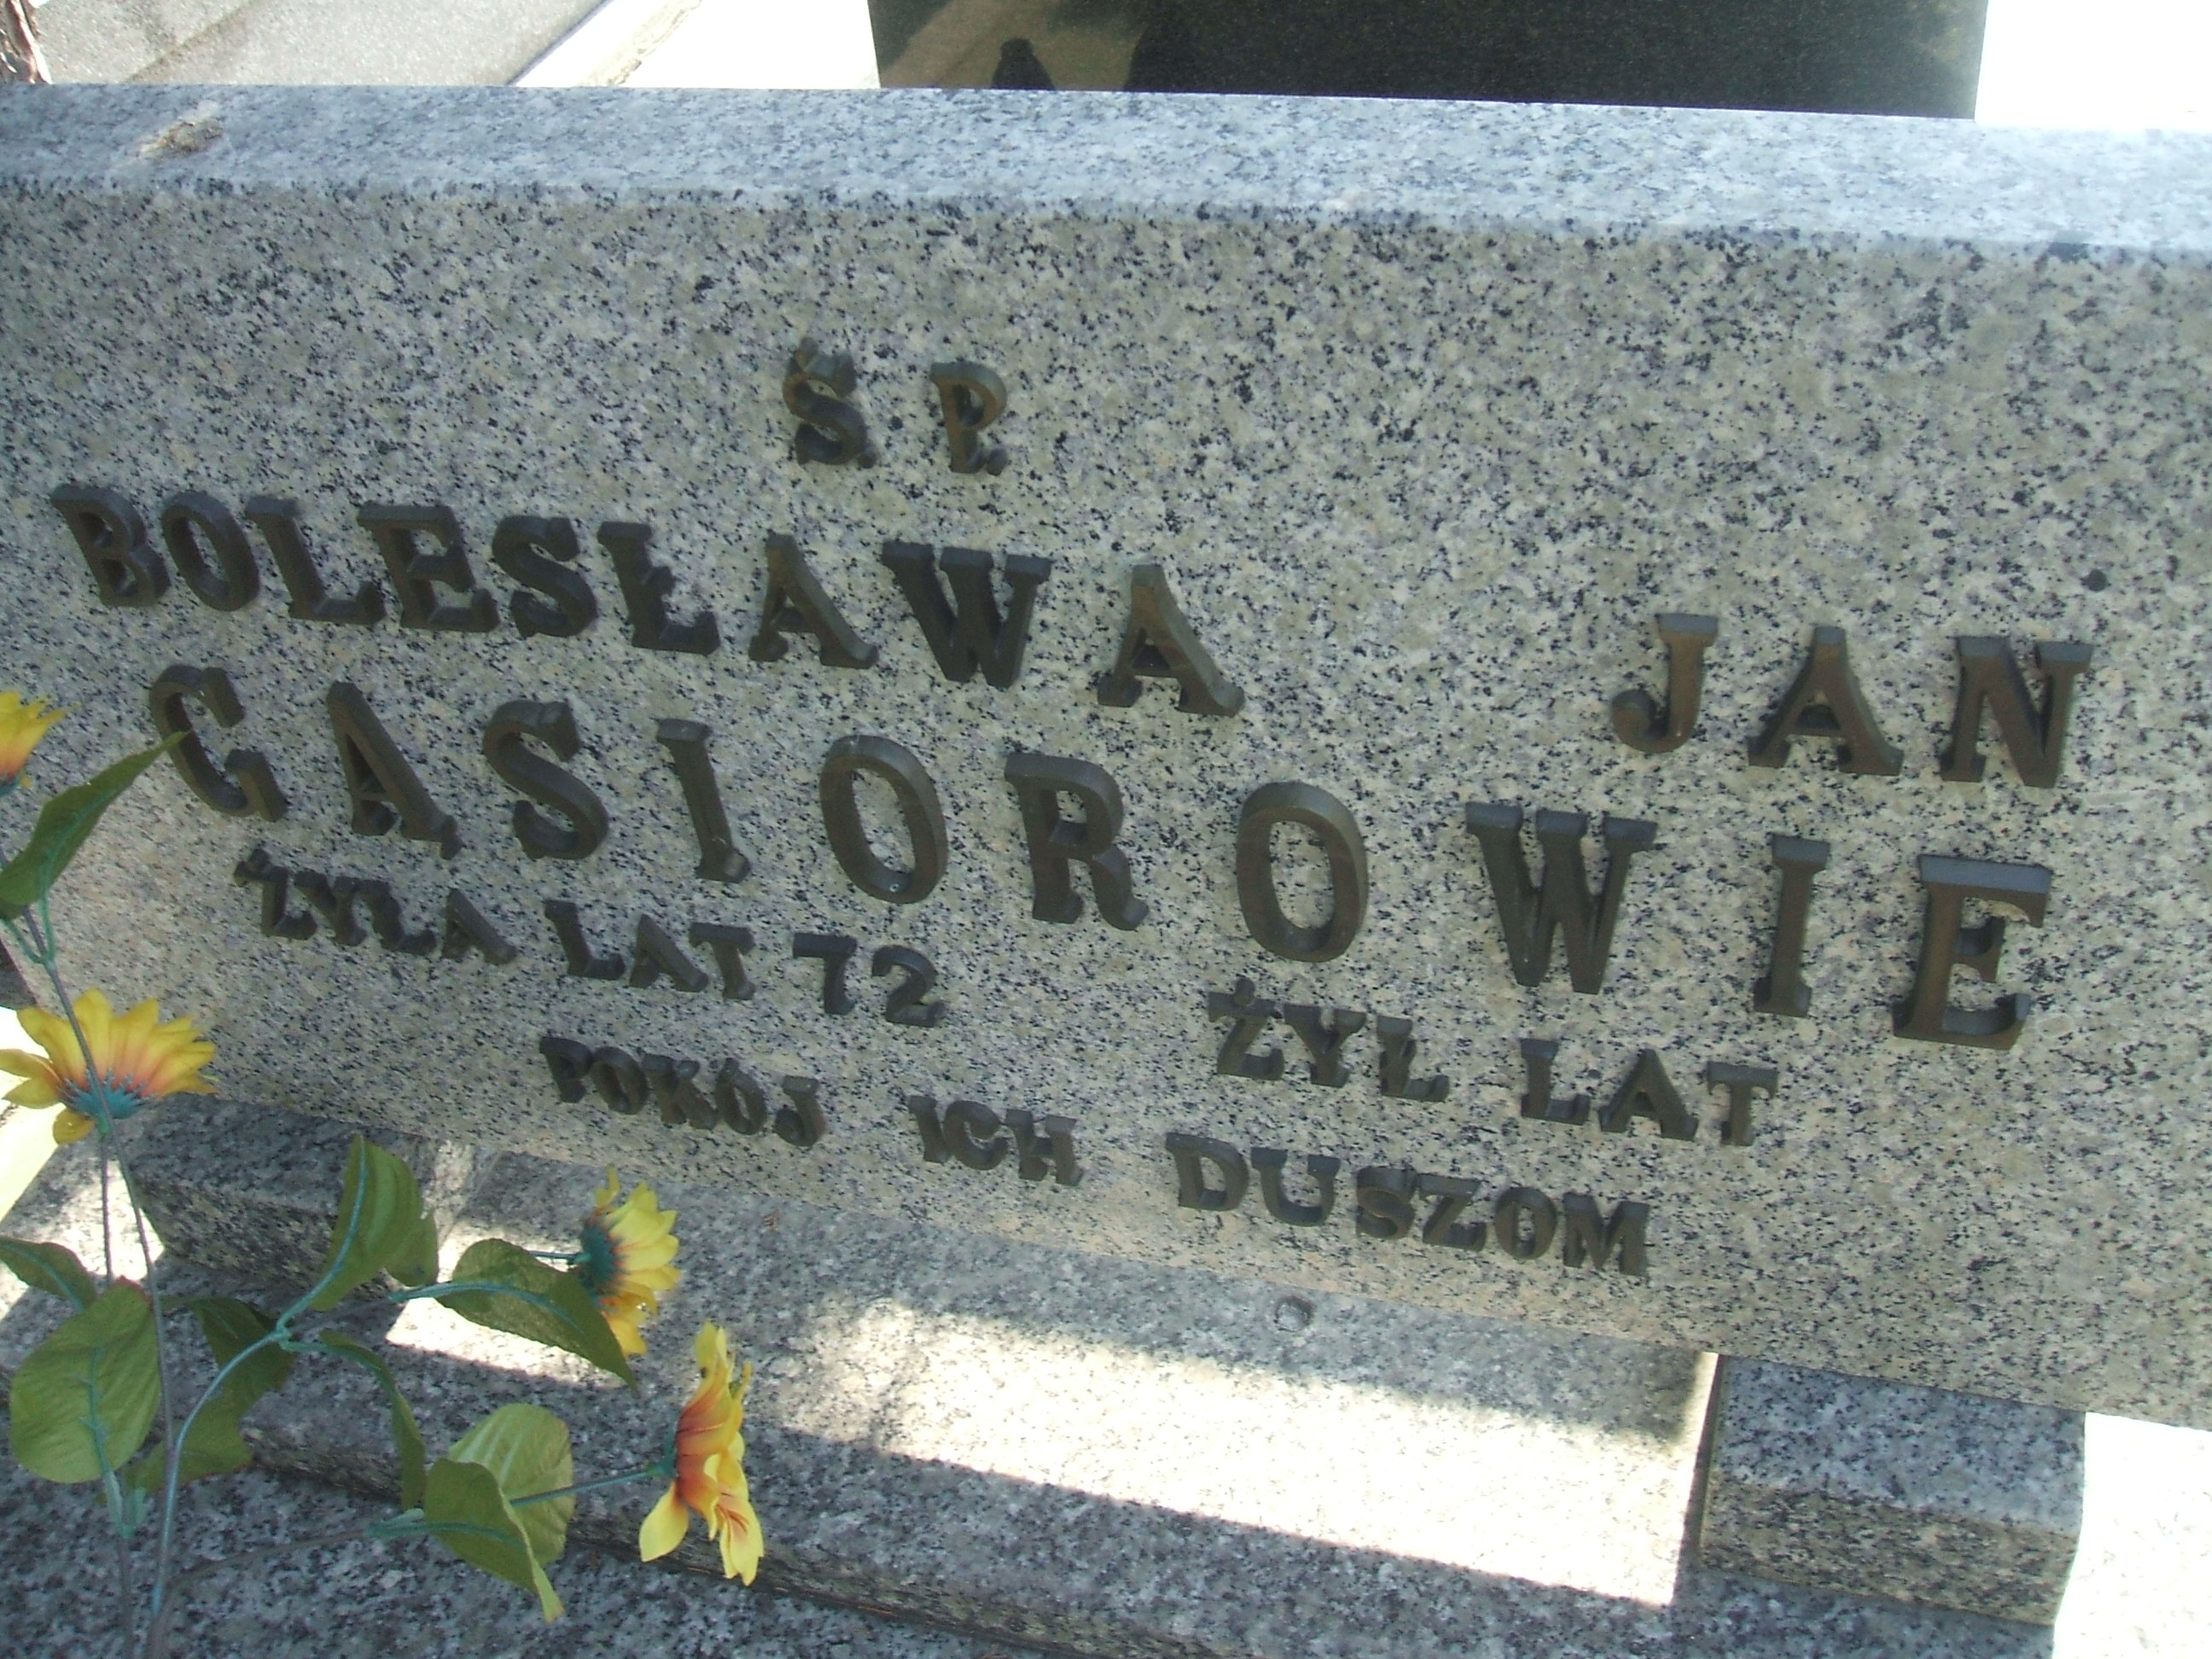 Ś. P.
BOLESŁAWA JAN
GĄSIOROWIE
ŻYŁA LAT 72 ŻYŁ LAT
POKÓJ ICH DUSZOM